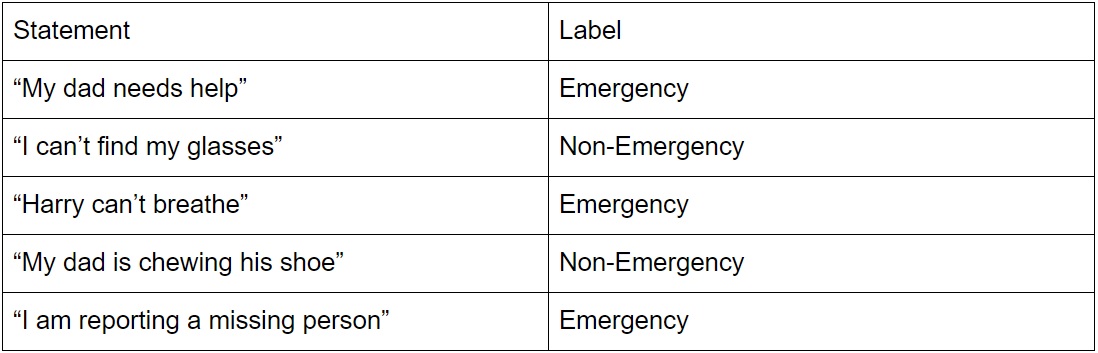 Statement Label
“My dad needs help” Emergency
“I can’t find my glasses” Non-Emergency
“Harry can’t breathe” Emergency
“My dad is chewing his shoe” Non-Emergency
“I am reporting a missing person” Emergency